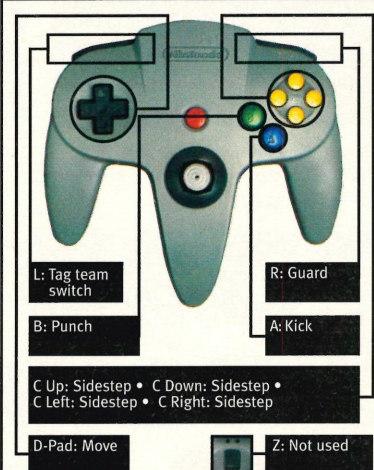 Nintendo
B
A
L: Tag team
switch
R: Guard
B: Punch
A: Kick
C Up: Sidestep • C Down: Sidestep •
C Left: Sidestep • C Right: Sidestep
D-Pad: Move
Z: Not used